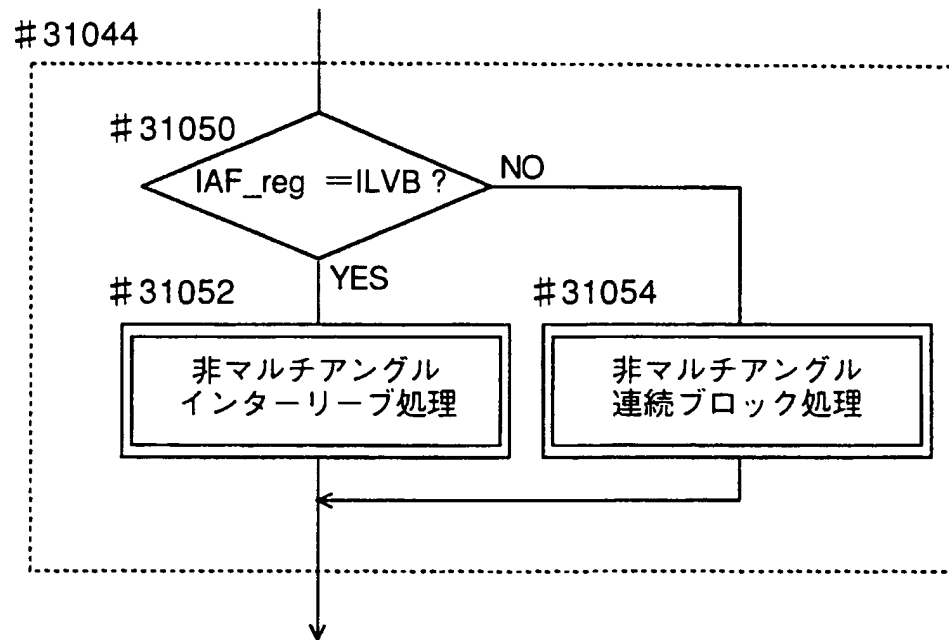 #31044
#31050
IAF_reg =ILVB ?
NO
YES
#31052
#31054
非マルチアングル
インターリーブ処理
非マルチアングル
連続ブロック処理